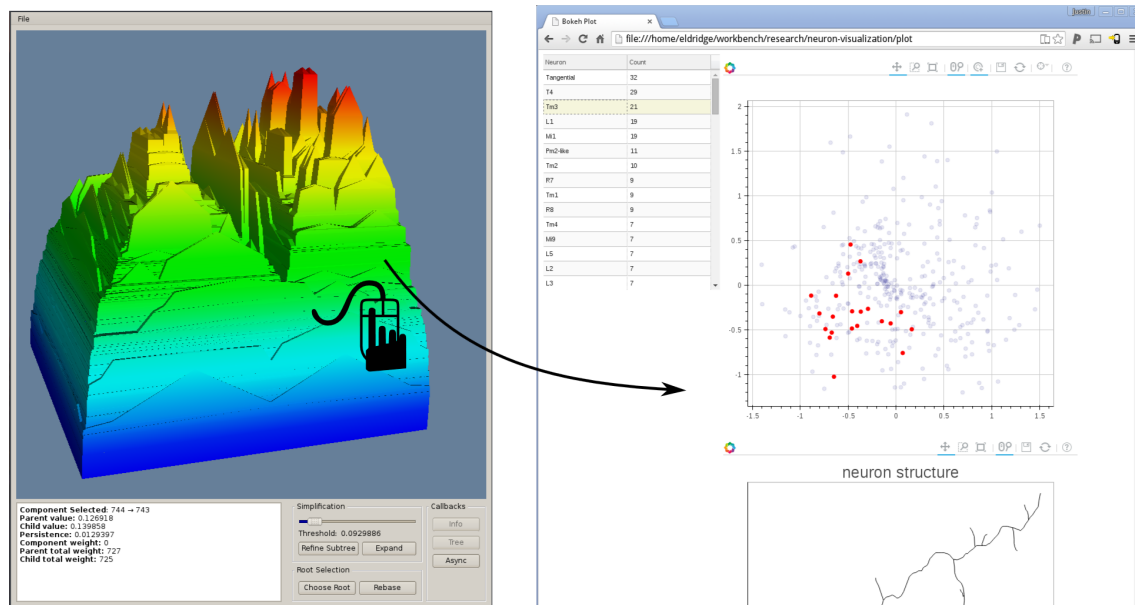 File
Component Selected: 744 → 743
Parent value: 0.126918
Child value: 0.139858
Persistence: 0.0129397
Component weight: 0
Parent total weight: 727
Child total weight: 725
Simplification
Threshold: 0.0929886
Refine Subtree
Expand
Root Selection
Choose Root
Rebase
Callbacks
Info
Tree
Async
Bokeh Plot
Justin
file:///home/eldridge/workbench/research/neuron-visualization/plot
Neuron Count
Tangential 32
T4 29
Tm3 21
L1 19
Mi1 19
Pm2-like 11
Tm2 10
R7 9
Tm1 9
R8 9
Tm4 7
Mi9 7
L5 7
L2 7
L3 7
2
1.5
1
0.5
0
-0.5
-1
-1.5 -1 -0.5 0 0.5 1 1.5
neuron structure